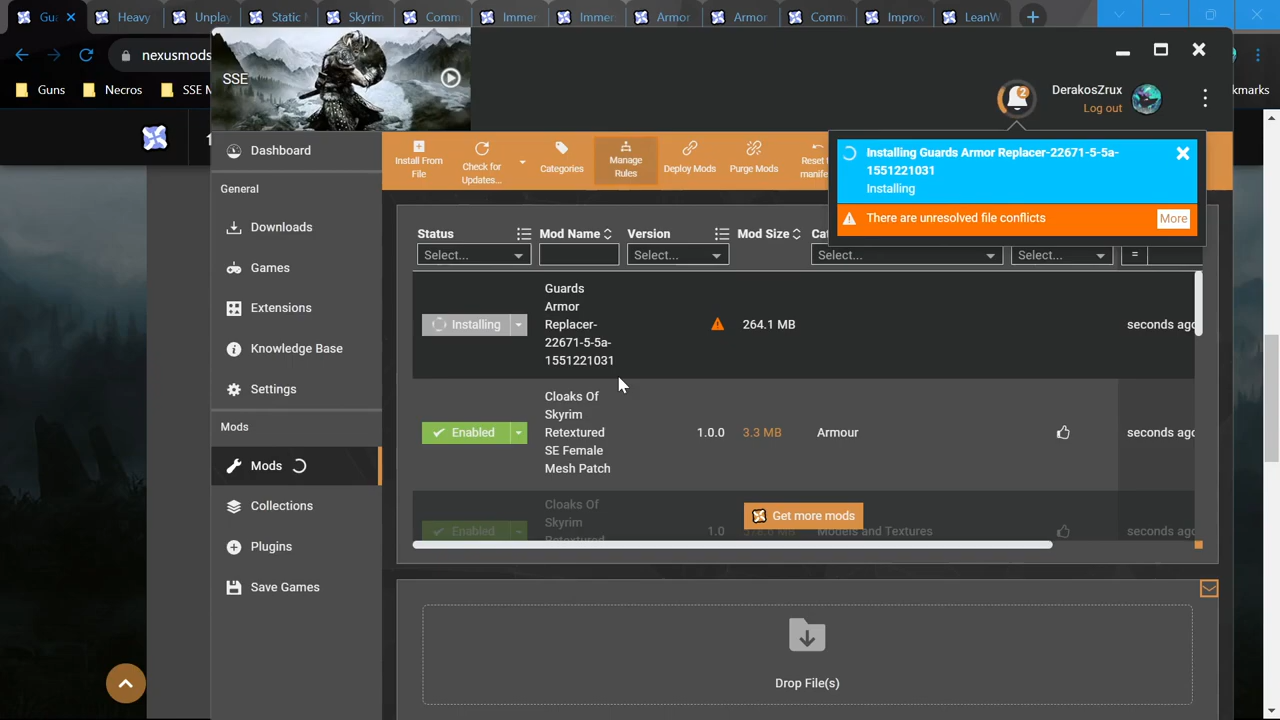 Gu
Heavy
Unplay
Static
Skyrim
Comm
Immer
Immer
Armor
Armor
Comm
Improv
LeanW
nexusmods
Guns
Necros
SSE
kmarks
SSE
DerakosZrux
Log out
2
Dashboard
General
Downloads
Games
Extensions
Knowledge Base
Settings
Mods
Mods
Collections
Plugins
Save Games
Install From
File
Check for
Updates...
Categories
Manage
Rules
Deploy Mods
Purge Mods
Reset
manife
Installing Guards Armor Replacer-22671-5-5a-
1551221031
Installing
There are unresolved file conflicts
More
Status
Mod Name
Version
Mod Size
Select...
Select...
Select...
Select...
=
Installing
Guards
Armor
Replacer-
22671-5-5a-
1551221031
264.1 MB
seconds ago
Enabled
Cloaks Of
Skyrim
Retextured
SE Female
Mesh Patch
1.0.0
3.3 MB
Armour
seconds ago
Enabled
Cloaks Of
Skyrim
Retextured
1.0
Models and Textures
seconds ago
Get more mods
Drop File(s)